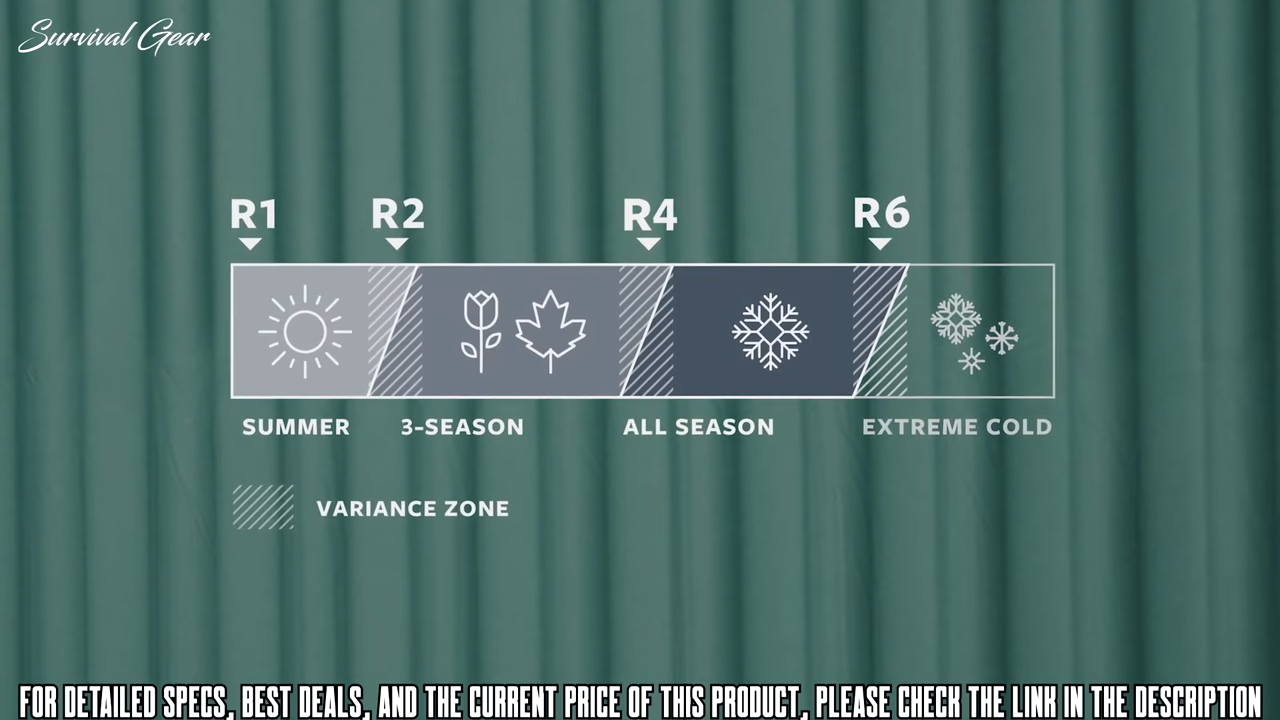 Survival Gear
R1 R2 R4 R6
SUMMER 3-SEASON ALL SEASON EXTREME COLD
VARIANCE ZONE
FOR DETAILED SPECS, BEST DEALS, AND THE CURRENT PRICE OF THIS PRODUCT, PLEASE CHECK THE LINK IN THE DESCRIPTION